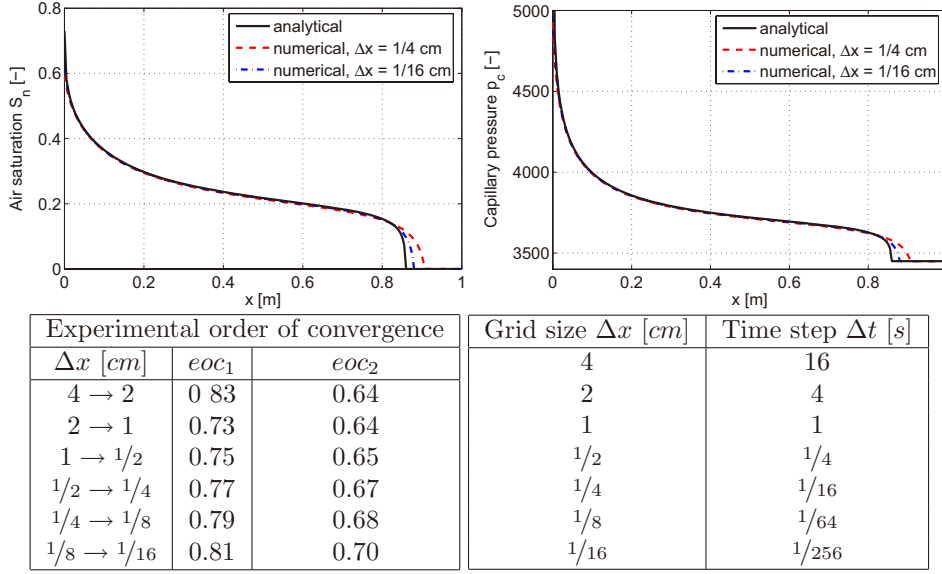 analytical
numerical, Δx = 1/4 cm
numerical, Δx = 1/16 cm
Air saturation S_n [−]
0.8
0.6
0.4
0.2
0
0 0.2 0.4 0.6 0.8 1
x [m]
analytical
numerical, Δx = 1/4 cm
numerical, Δx = 1/16 cm
Capillary pressure p_c [−]
5000
4500
4000
3500
0 0.2 0.4 0.6 0.8
x [m]
Experimental order of convergence
Δx [cm] eoc₁ eoc₂
4 → 2 0 83 0.64
2 → 1 0.73 0.64
1 → 1/2 0.75 0.65
1/2 → 1/4 0.77 0.67
1/4 → 1/8 0.79 0.68
1/8 → 1/16 0.81 0.70
Grid size Δx [cm] Time step Δt [s]
4 16
2 4
1 1
1/2 1/4
1/4 1/16
1/8 1/64
1/16 1/256